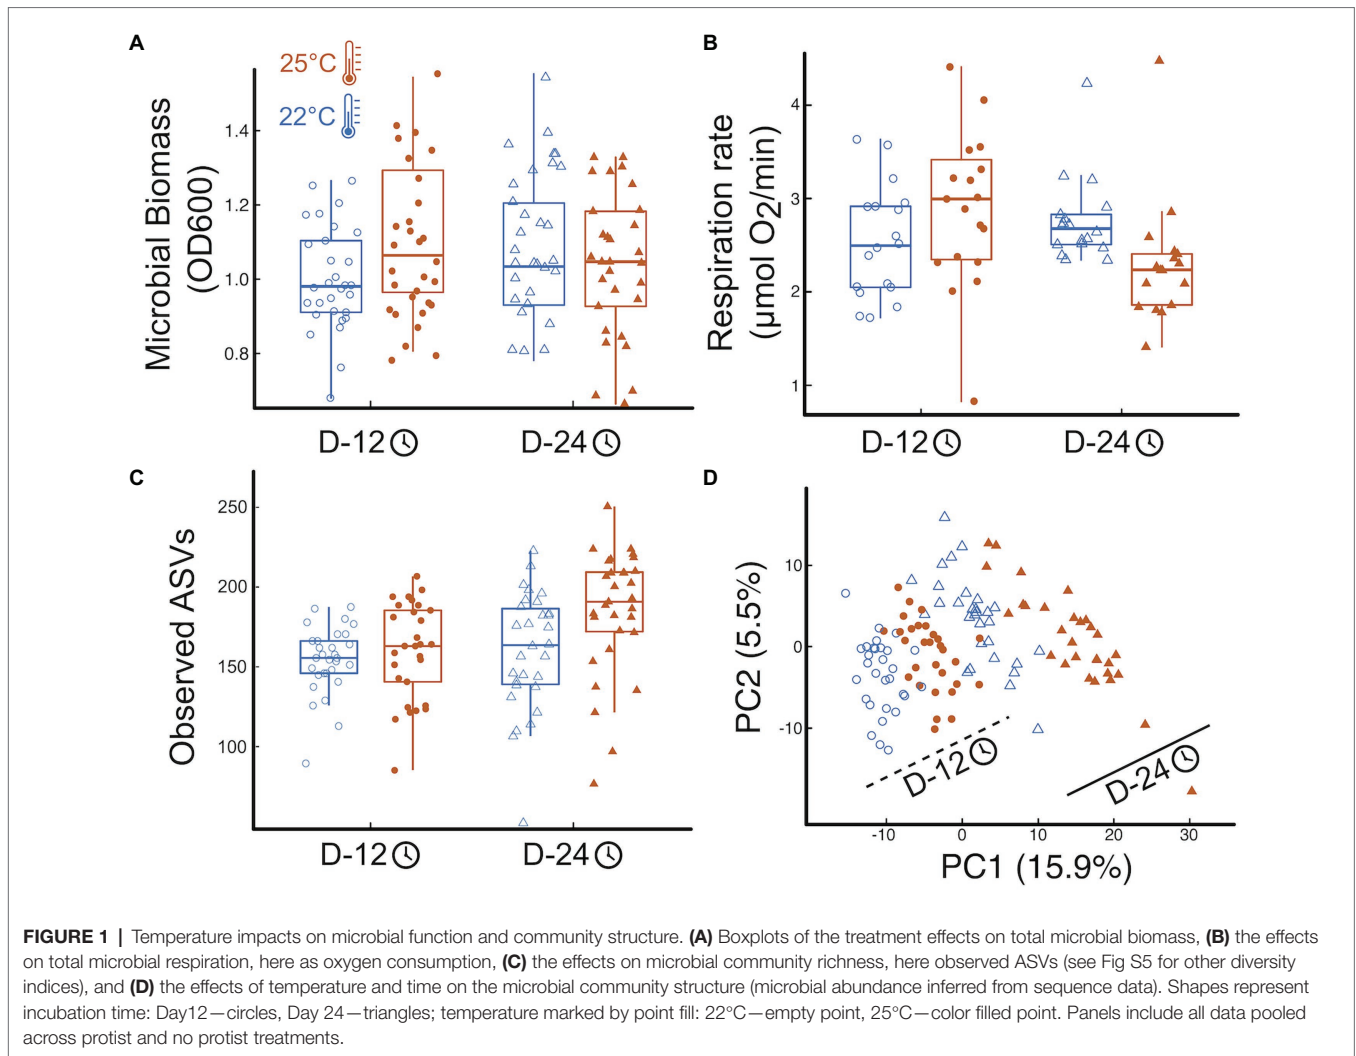 A
25°C
22°C
Microbial Biomass
(OD600)
1.4
1.2
1.0
0.8
D-12
D-24
B
Respiration rate
(µmol O2/min)
4
3
2
1
D-12
D-24
C
Observed ASVs
250
200
150
100
D-12
D-24
D
PC2 (5.5%)
10
0
-10
D-12
D-24
-10
0
10
20
30
PC1 (15.9%)
FIGURE 1 | Temperature impacts on microbial function and community structure. (A) Boxplots of the treatment effects on total microbial biomass, (B) the effects
on total microbial respiration, here as oxygen consumption, (C) the effects on microbial community richness, here observed ASVs (see Fig S5 for other diversity
indices), and (D) the effects of temperature and time on the microbial community structure (microbial abundance inferred from sequence data). Shapes represent
incubation time: Day12—circles, Day 24—triangles; temperature marked by point fill: 22°C—empty point, 25°C—color filled point. Panels include all data pooled
across protist and no protist treatments.